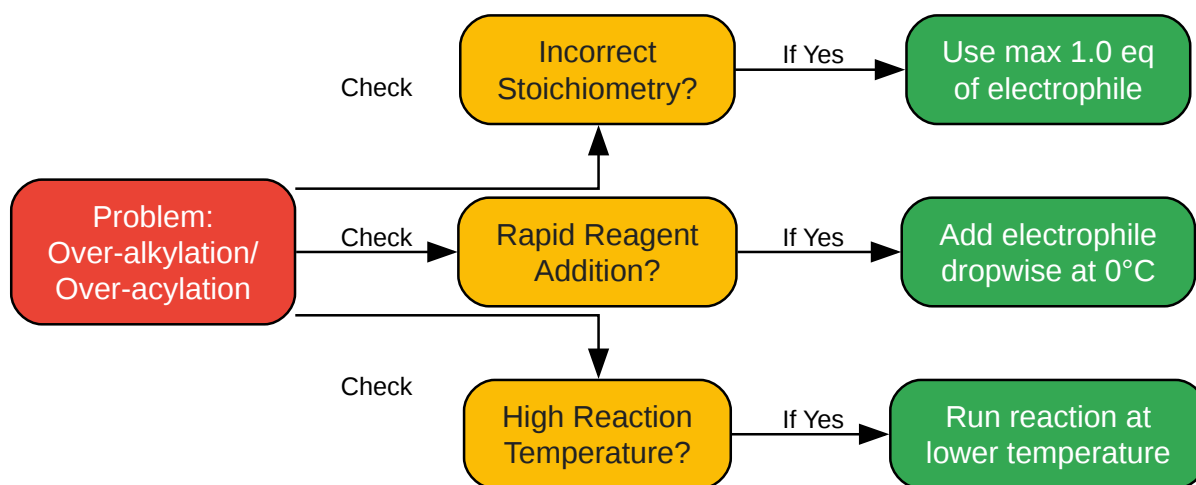 Problem:
Over-alkylation/
Over-acylation
Check
Incorrect
Stoichiometry?
If Yes
Use max 1.0 eq
of electrophile
Check
Rapid Reagent
Addition?
If Yes
Add electrophile
dropwise at 0°C
Check
High Reaction
Temperature?
If Yes
Run reaction at
lower temperature